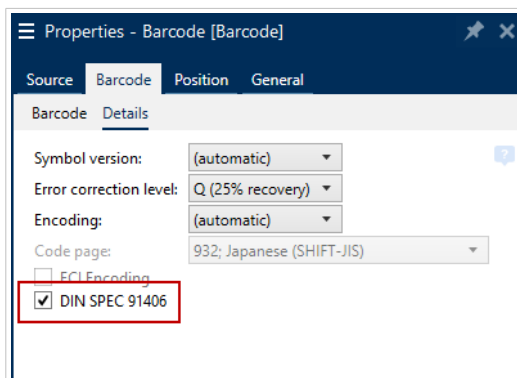 Properties - Barcode [Barcode]
Source Barcode Position General
Barcode Details
Symbol version: (automatic)
?
Error correction level: Q (25% recovery)
Encoding: (automatic)
Code page: 932; Japanese (SHIFT-JIS)
ECI Encoding
DIN SPEC 91406